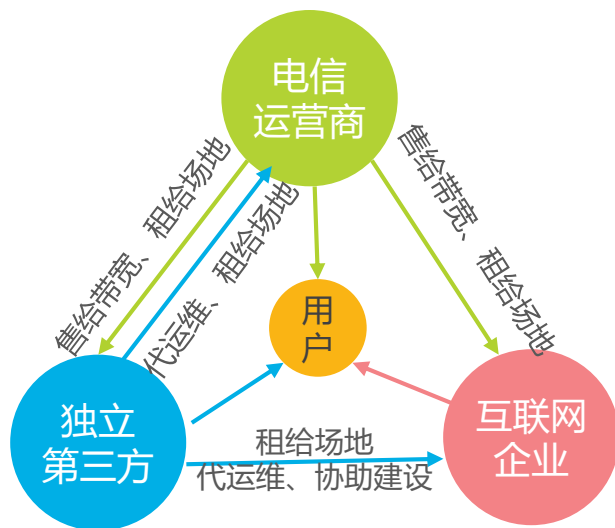 电信
运营商
售给带宽、租给场地
代运维、租给场地
售给带宽、租给场地
用
户
独立
第三方
租给场地
代运维、协助建设
互联网
企业